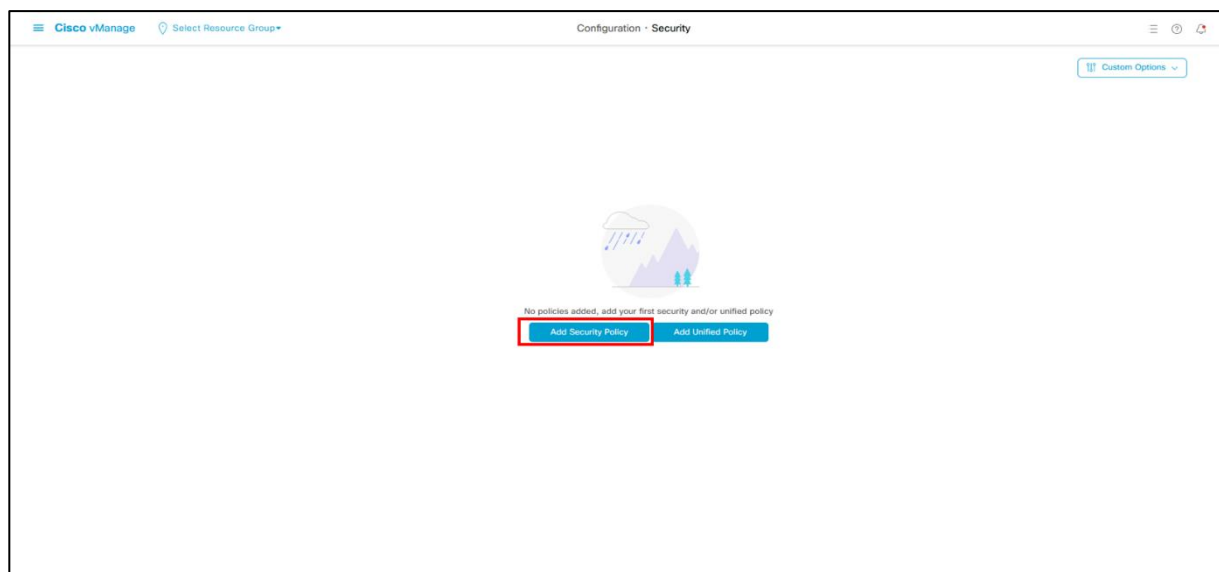 Cisco vManage Select Resource Group▾ Configuration · Security
Custom Options
No policies added, add your first security and/or unified policy
Add Security Policy Add Unified Policy